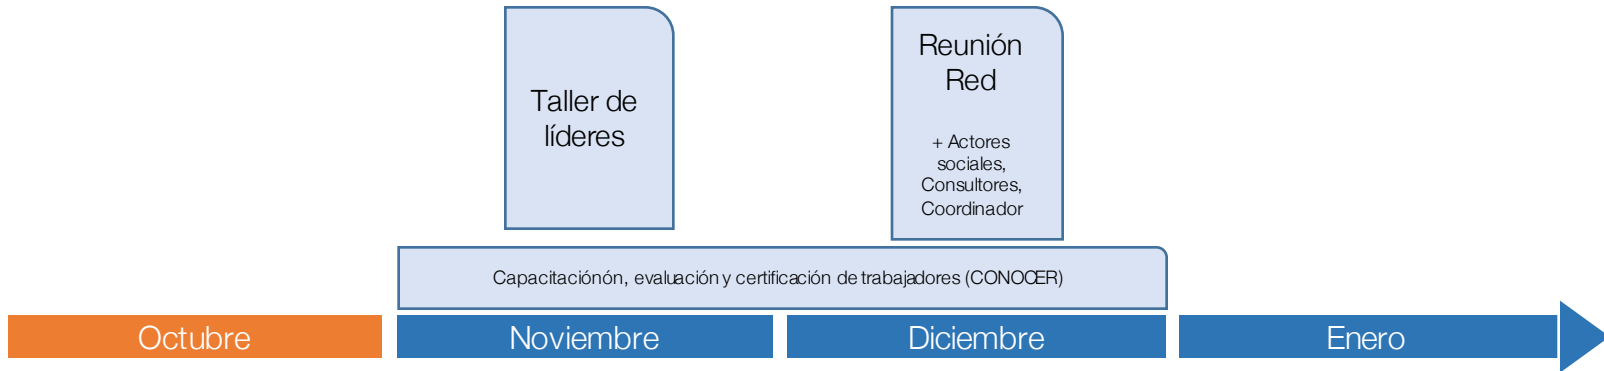 Taller de
líderes
Reunión
Red
+ Actores
sociales,
Consultores,
Coordinador
Capacitaciónón, evaluación y certificación de trabajadores (CONOCER)
Octubre
Noviembre
Diciembre
Enero